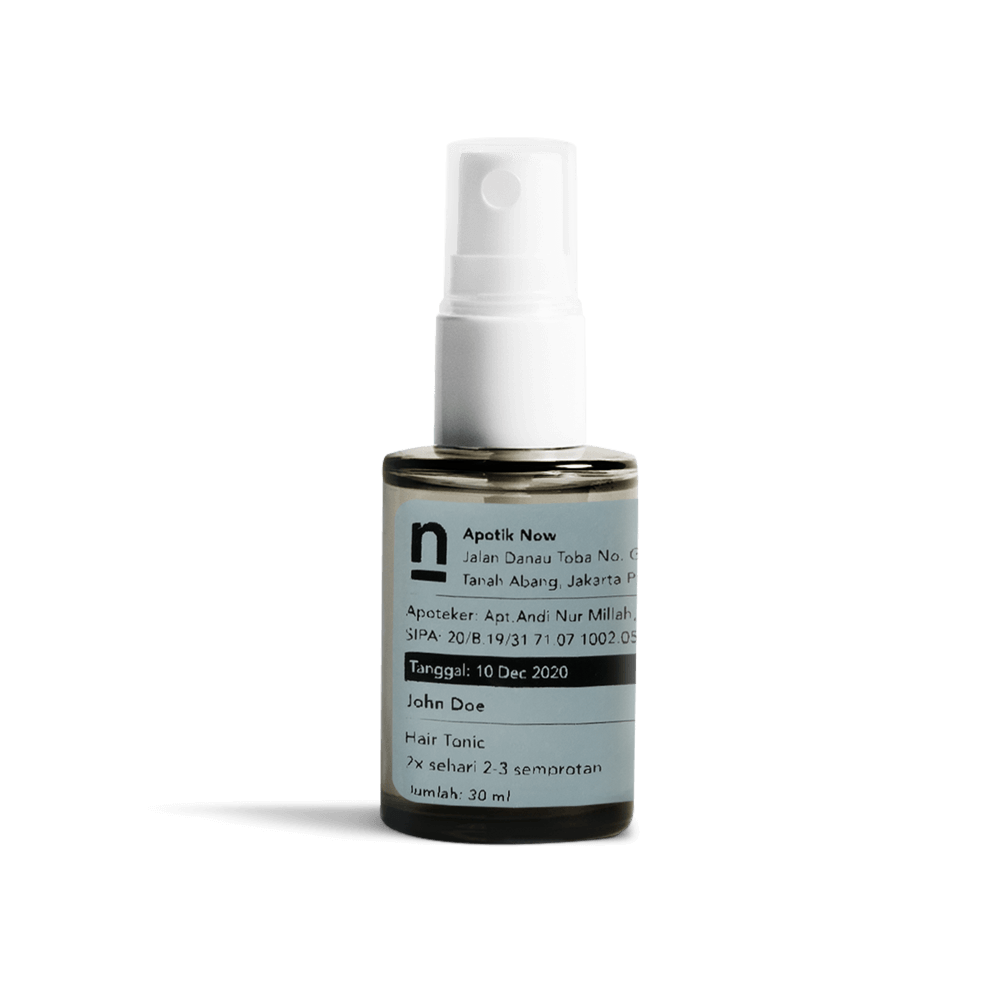 n
Apotik Now
Jalan Danau Toba No.
Tanah Abang, Jakarta
Apoteker: Apt.Andi Nur Millah,
SIPA: 20/B.19/31 71 07 1002.05
Tanggal: 10 Dec 2020
John Doe
Hair Tonic
2x sehari 2-3 semprotan
Jumlah: 30 ml